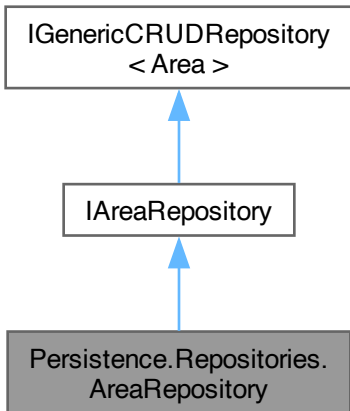 IGenericCRUDRepository
< Area >
IAreaRepository
Persistence.Repositories.
AreaRepository